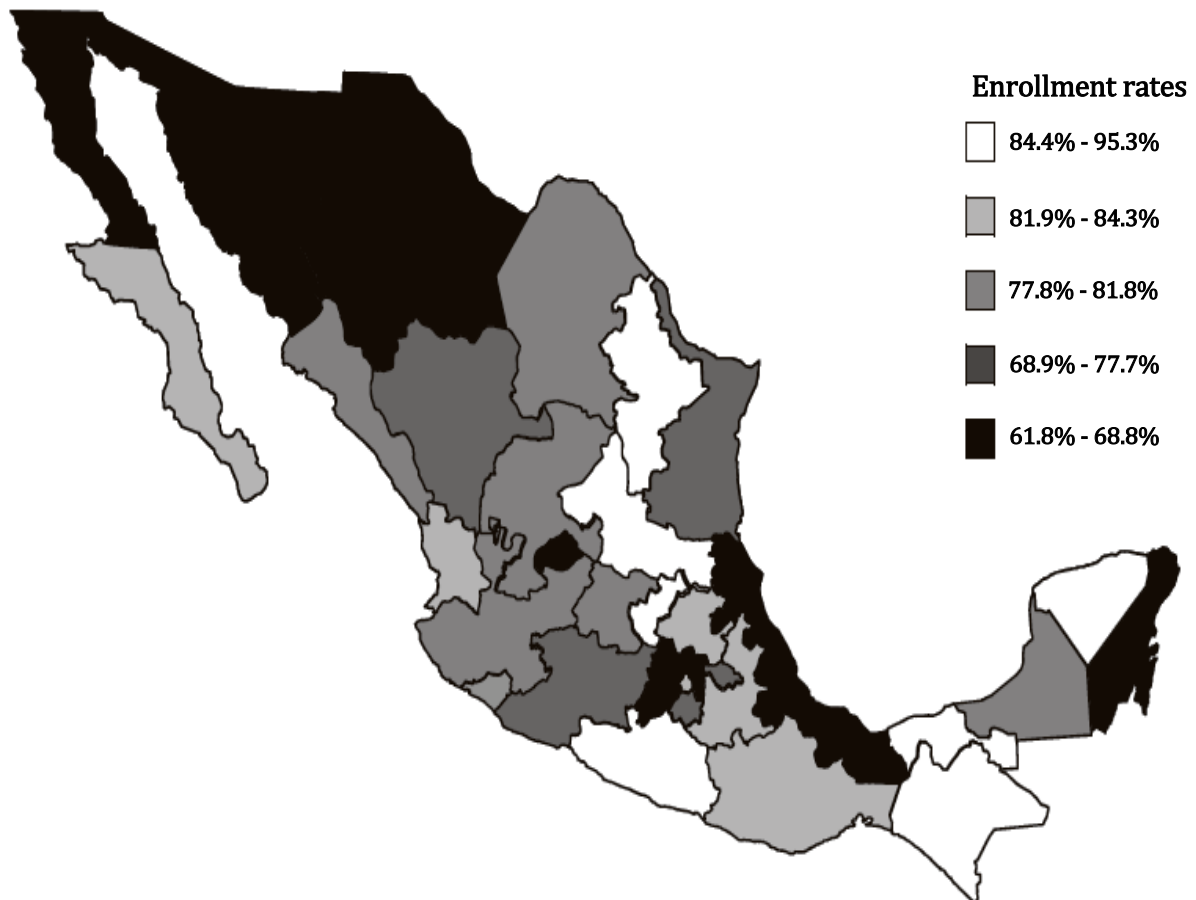 Enrollment rates
84.4% - 95.3%
81.9% - 84.3%
77.8% - 81.8%
68.9% - 77.7%
61.8% - 68.8%